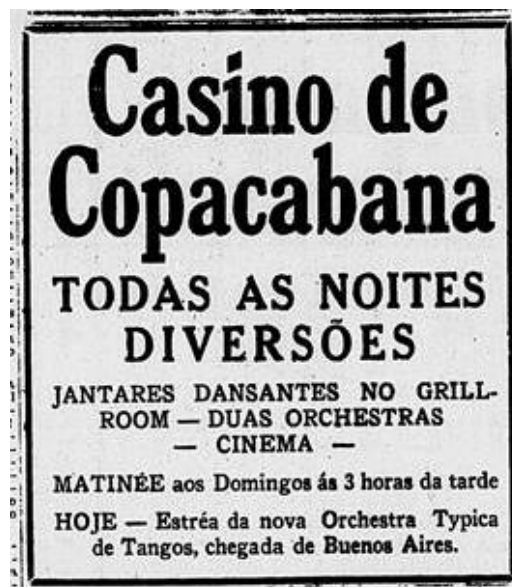 Casino de
Copacabana
TODAS AS NOITES
DIVERSÕES
JANTARES DANSANTES NO GRILL-
ROOM — DUAS ORCHESTRAS
— CINEMA —
MATINÉE aos Domingos ás 3 horas da tarde
HOJE — Estréa da nova Orchestra Typica
de Tangos, chegada de Buenos Aires.